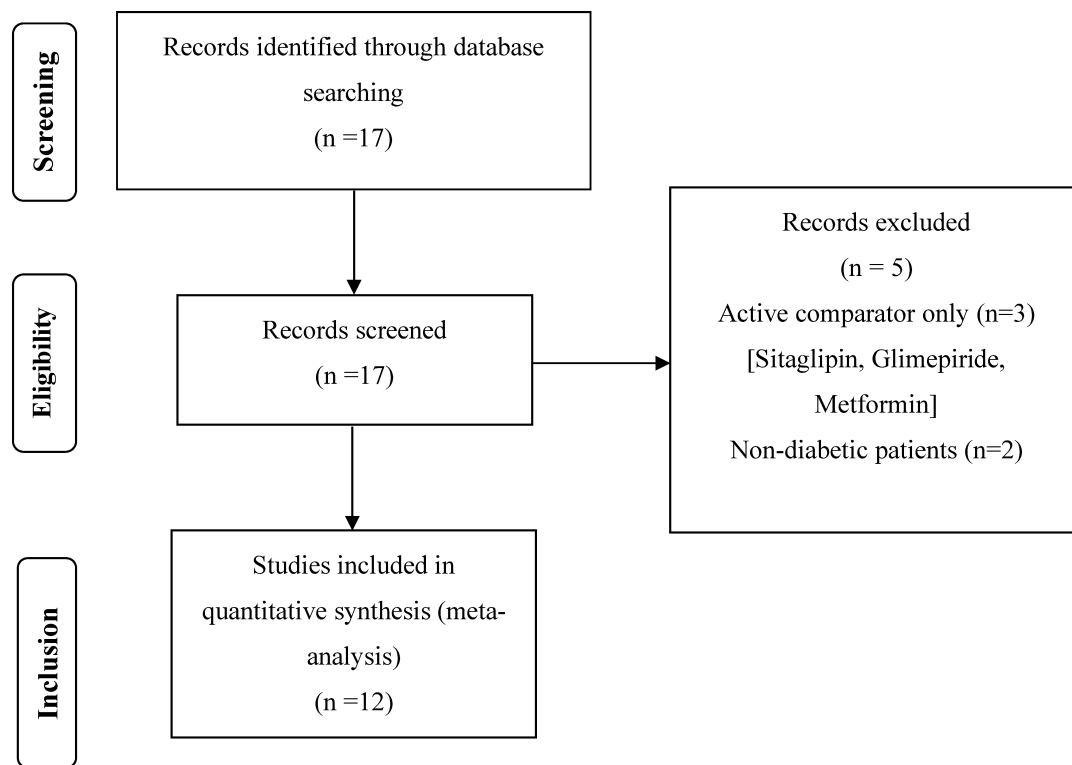 Screening
Records identified through database
searching
(n =17)
Eligibility
Records screened
(n =17)
Records excluded
(n = 5)
Active comparator only (n=3)
[Sitaglipin, Glimepiride,
Metformin]
Non-diabetic patients (n=2)
Inclusion
Studies included in
quantitative synthesis (meta-
analysis)
(n =12)